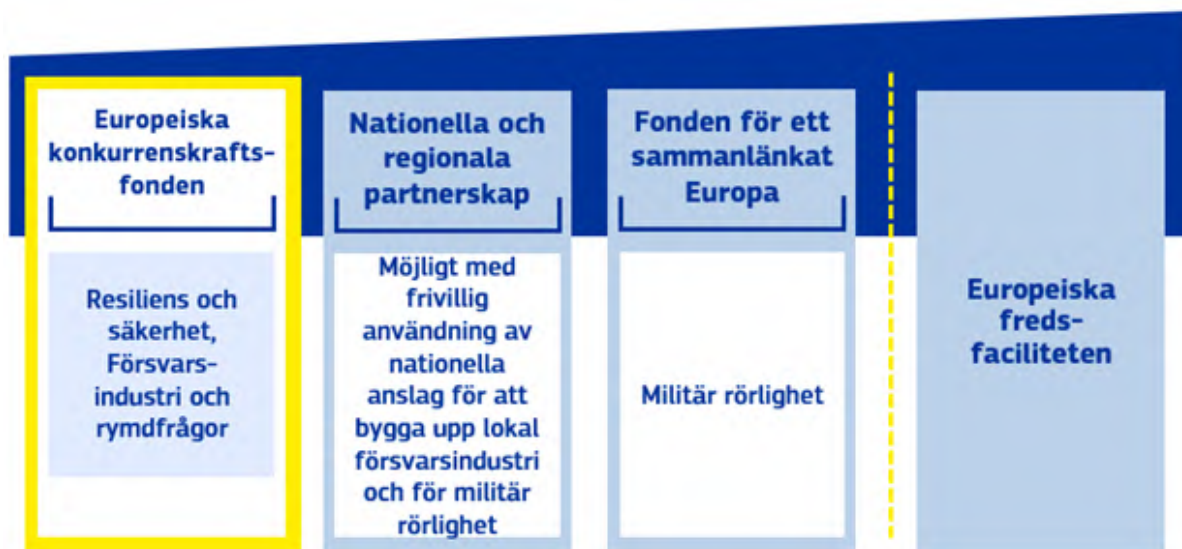 Europeiska
konkurrenskrafts-
fonden
Resiliens och
säkerhet,
Försvars-
industri och
rymdfrågor
Nationella och
regionala
partnerskap
Möjligt med
frivillig
användning av
nationella
anslag för att
bygga upp lokal
försvarsindustri
och för militär
rörlighet
Fonden för ett
sammanlänkat
Europa
Militär rörlighet
Europeiska
freds-
faciliteten